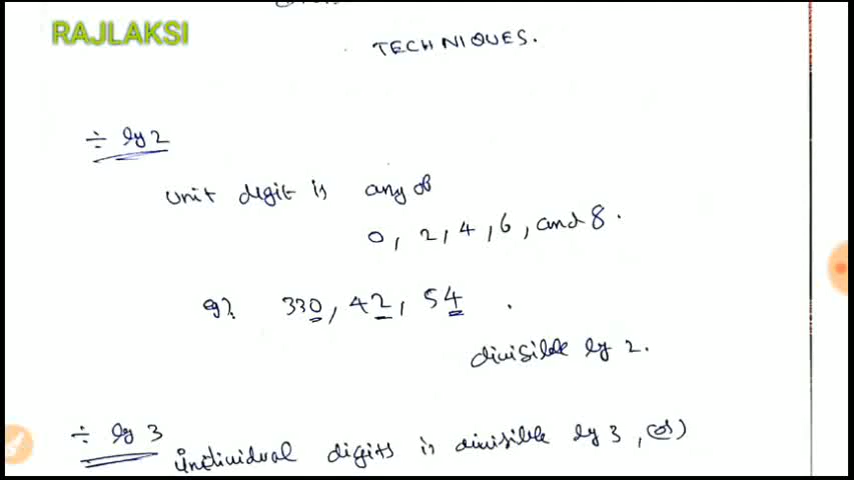 RAJLAKSI
TECHNIQUES.
÷ by 2
unit digit is any of
0, 2, 4, 6, and 8.
eg: 330, 42, 54 .
divisible by 2.
÷ by 3 individual digits is divisible by 3, (or)